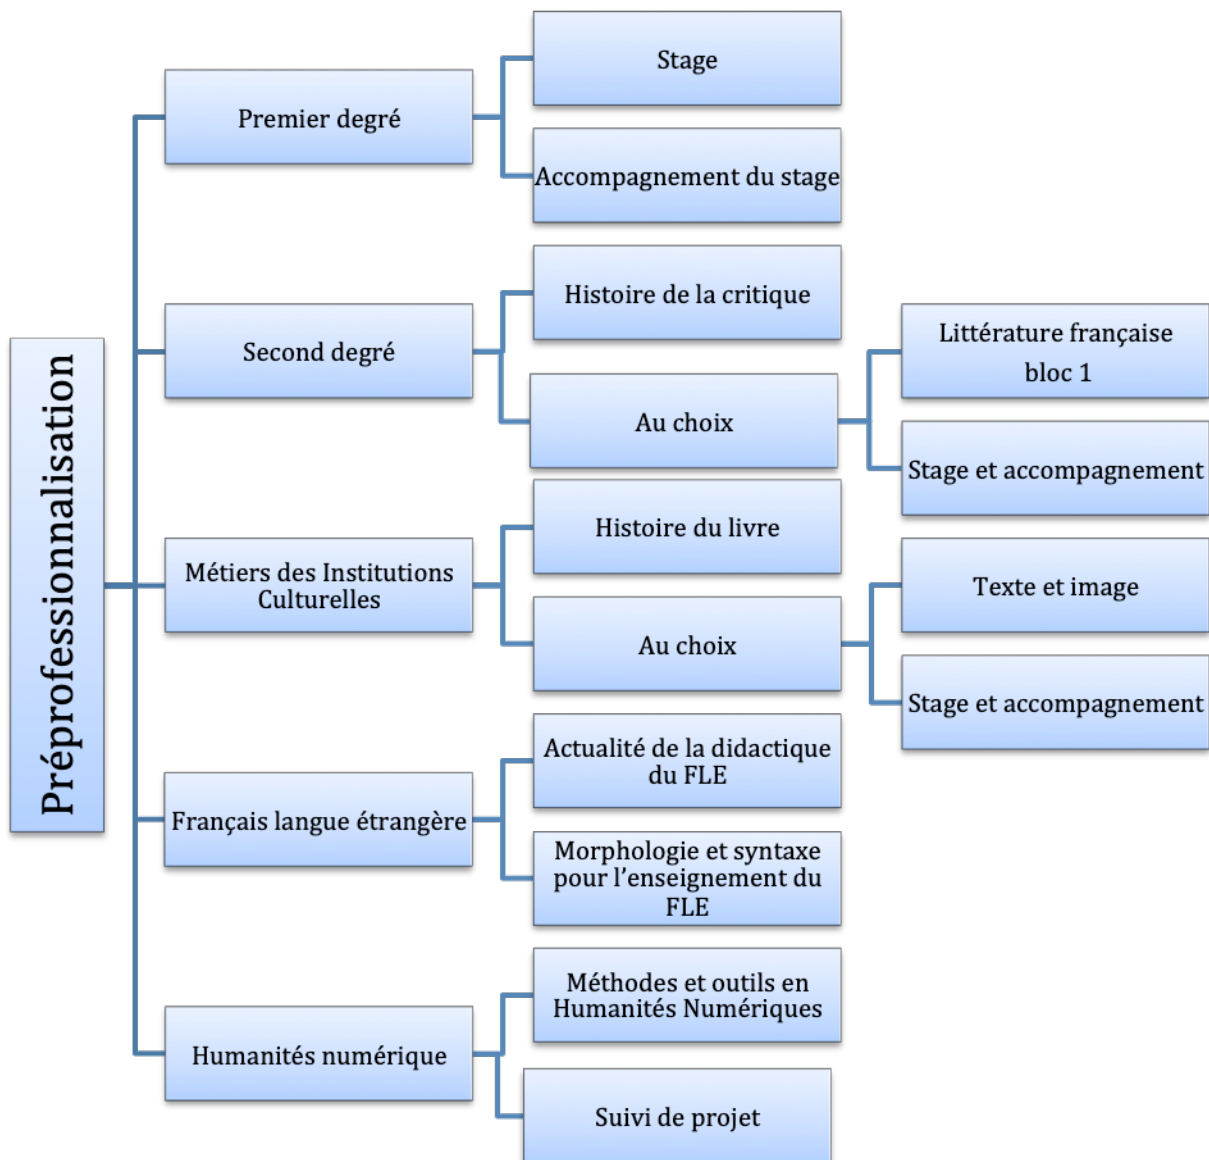 Préprofessionnalisation
Premier degré
Stage
Accompagnement du stage
Second degré
Histoire de la critique
Au choix
Littérature française
bloc 1
Stage et accompagnement
Métiers des Institutions
Culturelles
Histoire du livre
Au choix
Texte et image
Stage et accompagnement
Français langue étrangère
Actualité de la didactique
du FLE
Morphologie et syntaxe
pour l'enseignement du
FLE
Humanités numérique
Méthodes et outils en
Humanités Numériques
Suivi de projet